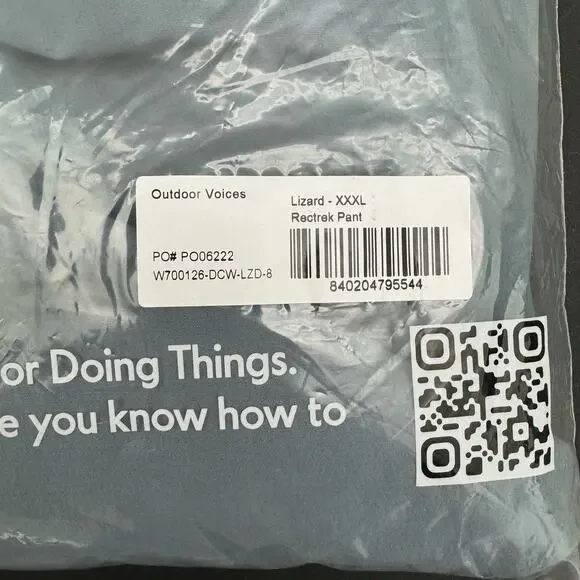 Outdoor Voices
Lizard - XXXL
Rectrek Pant
PO# PO06222
W700126-DCW-LZD-8
840204795544
or Doing Things.
e you know how to